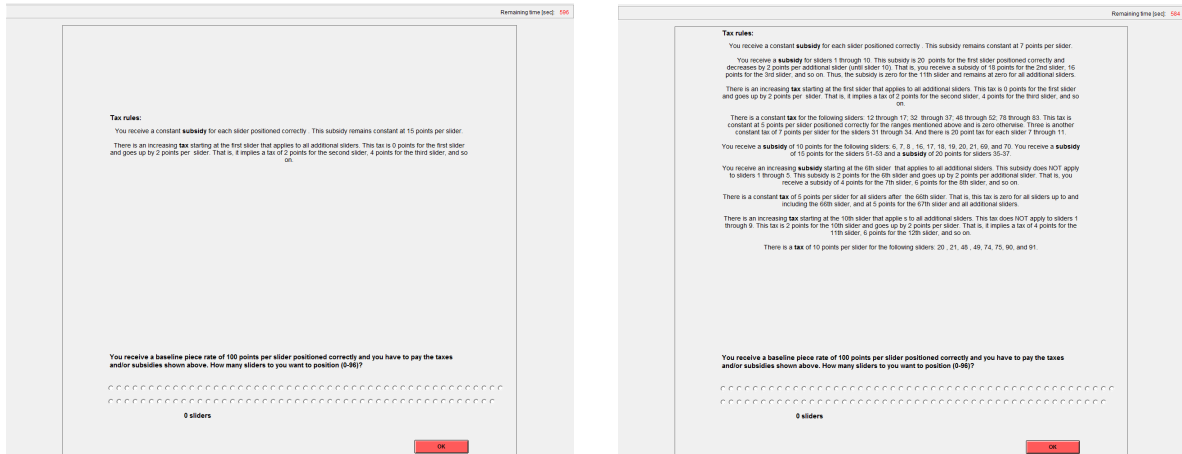 Remaining time [sec]: 596
Tax rules:
You receive a constant subsidy for each slider positioned correctly . This subsidy remains constant at 15 points per slider.
There is an increasing tax starting at the first slider that applies to all additional sliders. This tax is 0 points for the first slider
and goes up by 2 points per slider. That is, it implies a tax of 2 points for the second slider, 4 points for the third slider, and so
on.
You receive a baseline piece rate of 100 points per slider positioned correctly and you have to pay the taxes
and/or subsidies shown above. How many sliders to you want to position (0-96)?
0 sliders
OK
Remaining time [sec]: 584
Tax rules:
You receive a constant subsidy for each slider positioned correctly . This subsidy remains constant at 7 points per slider.
You receive a subsidy for sliders 1 through 10. This subsidy is 20 points for the first slider positioned correctly and
decreases by 2 points per additional slider (until slider 10). That is, you receive a subsidy of 18 points for the 2nd slider, 16
points for the 3rd slider, and so on. Thus, the subsidy is zero for the 11th slider and remains at zero for all additional sliders.
There is an increasing tax starting at the first slider that applies to all additional sliders. This tax is 0 points for the first slider
and goes up by 2 points per slider. That is, it implies a tax of 2 points for the second slider, 4 points for the third slider, and so
on.
There is a constant tax for the following sliders: 12 through 17; 32 through 37; 48 through 52; 78 through 83. This tax is
constant at 5 points per slider positioned correctly for the ranges mentioned above and is zero otherwise. Three is another
constant tax of 7 points per slider for the sliders 31 through 34. And there is 20 point tax for each slider 7 through 11.
You receive a subsidy of 10 points for the following sliders: 6, 7, 8 , 16, 17, 18, 19, 20, 21, 69, and 70. You receive a subsidy
of 15 points for the sliders 51-53 and a subsidy of 20 points for sliders 35-37.
You receive an increasing subsidy starting at the 6th slider that applies to all additional sliders. This subsidy does NOT apply
to sliders 1 through 5. This subsidy is 2 points for the 6th slider and goes up by 2 points per additional slider. That is, you
receive a subsidy of 4 points for the 7th slider, 6 points for the 8th slider, and so on.
There is a constant tax of 5 points per slider for all sliders after the 66th slider. That is, this tax is zero for all sliders up to and
including the 66th slider, and at 5 points for the 67th slider and all additional sliders.
There is an increasing tax starting at the 10th slider that applie s to all additional sliders. This tax does NOT apply to sliders 1
through 9. This tax is 2 points for the 10th slider and goes up by 2 points per slider. That is, it implies a tax of 4 points for the
11th slider, 6 points for the 12th slider, and so on.
There is a tax of 10 points per slider for the following sliders: 20 , 21, 48 , 49, 74, 75, 90, and 91.
You receive a baseline piece rate of 100 points per slider positioned correctly and you have to pay the taxes
and/or subsidies shown above. How many sliders to you want to position (0-96)?
0 sliders
OK